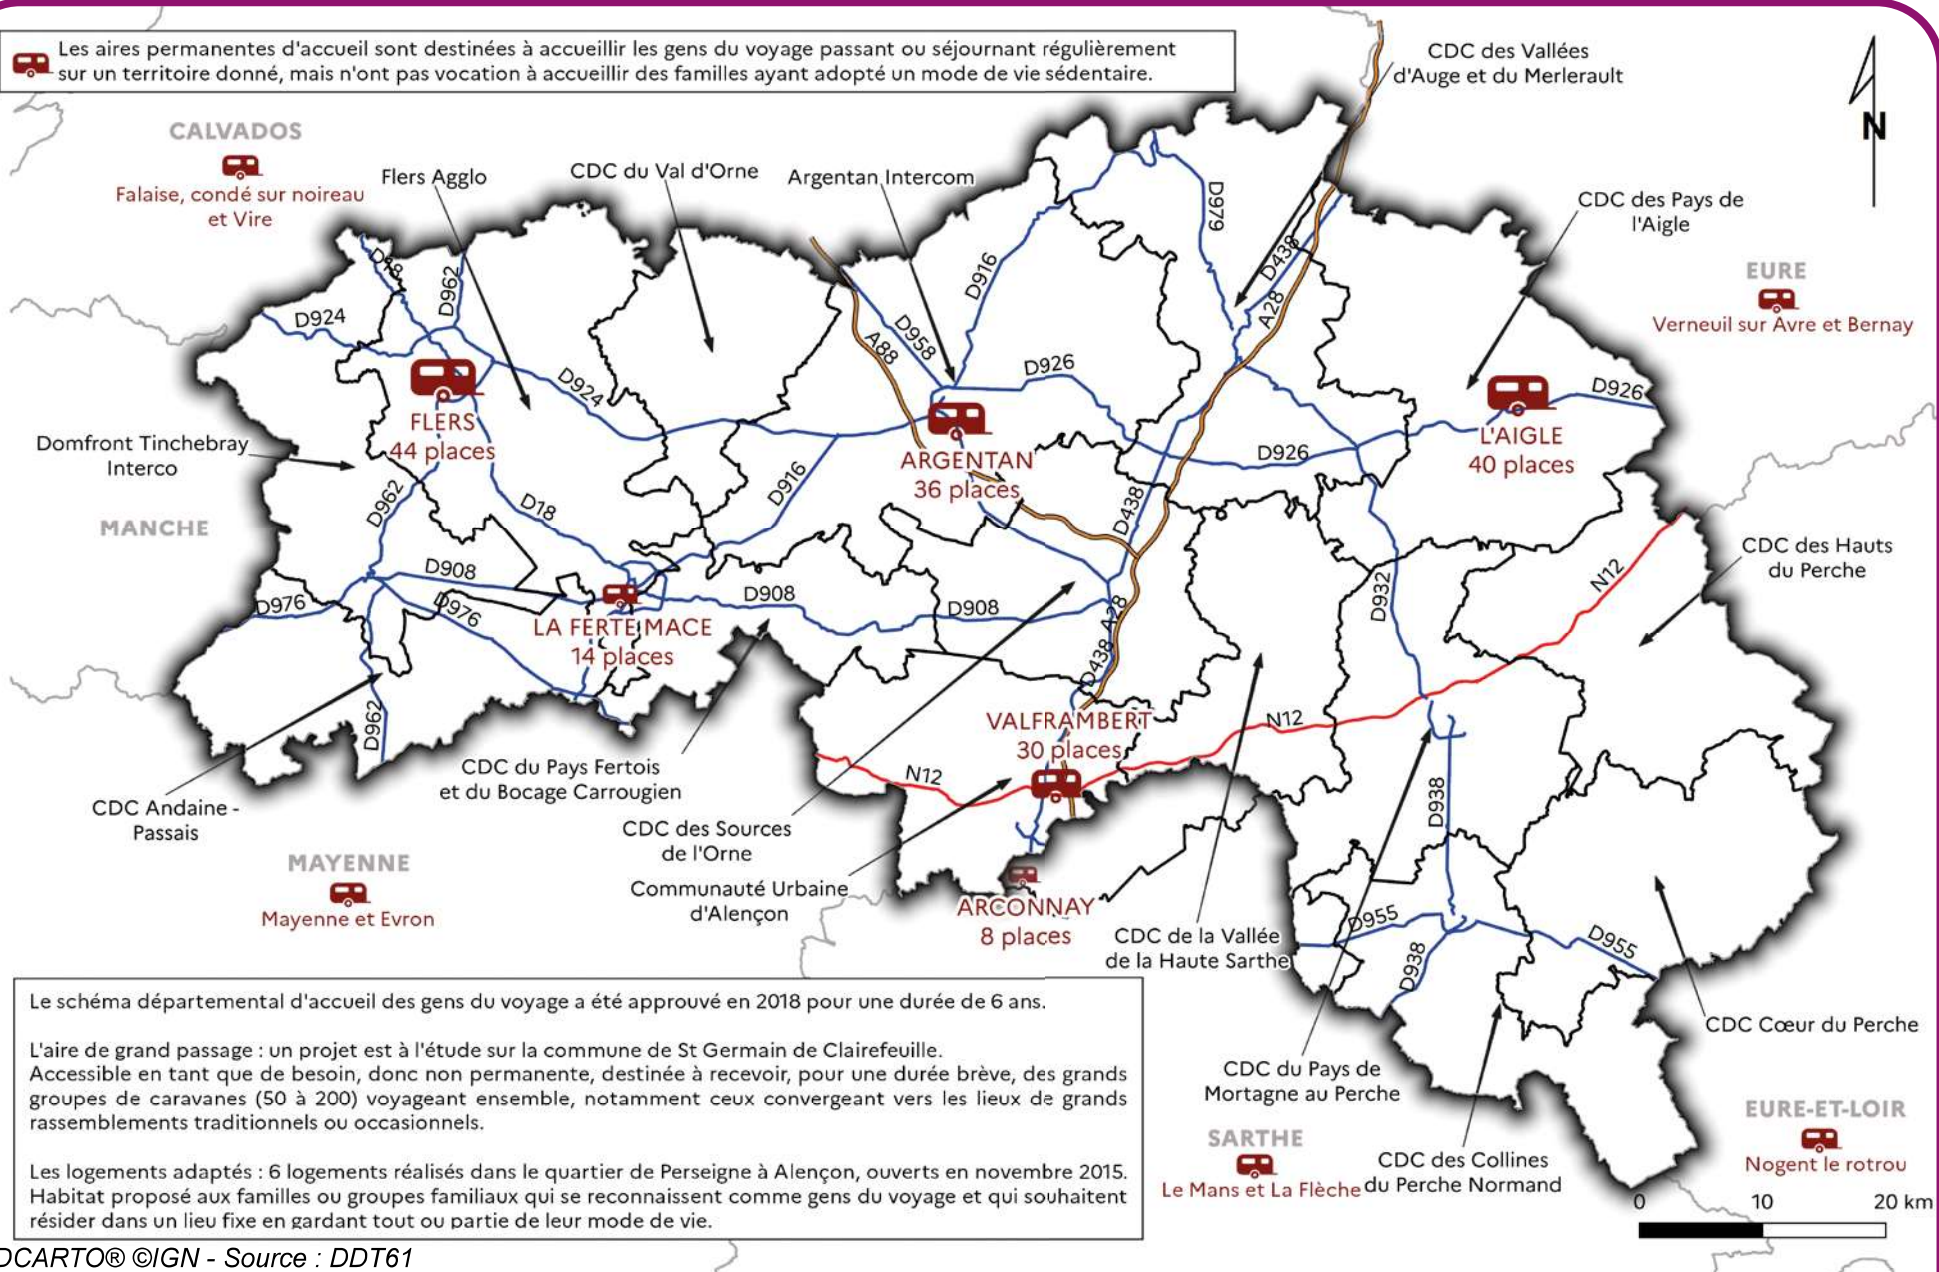 Les aires permanentes d'accueil sont destinées à accueillir les gens du voyage passant ou séjournant régulièrement
sur un territoire donné, mais n'ont pas vocation à accueillir des familles ayant adopté un mode de vie sédentaire.
CDC des Vallées
d'Auge et du Merlerault
N
CALVADOS
Falaise, condé sur noireau
et Vire
Flers Agglo
CDC du Val d'Orne
Argentan Intercom
CDC des Pays de
l'Aigle
EURE
Verneuil sur Avre et Bernay
D18
D962
D924
D916
D979
D438
A28
D958
A88
D924
D926
D926
FLERS
44 places
ARGENTAN
36 places
L'AIGLE
40 places
Domfront Tinchebray
Interco
D926
D916
D962
D18
D438
MANCHE
CDC des Hauts
du Perche
N12
D908
D976
D976
D908
D908
D932
A28
D438
LA FERTE MACE
14 places
D962
VALFRAMBERT
30 places
N12
N12
CDC du Pays Fertois
et du Bocage Carrougien
CDC Andaine -
Passais
CDC des Sources
de l'Orne
D938
MAYENNE
Mayenne et Evron
Communauté Urbaine
d'Alençon
ARCONNAY
8 places
CDC de la Vallée
de la Haute Sarthe
D955
D938
D955
CDC Cœur du Perche
CDC du Pays de
Mortagne au Perche
SARTHE
Le Mans et La Flèche
CDC des Collines
du Perche Normand
EURE-ET-LOIR
Nogent le rotrou
0 10 20 km
Le schéma départemental d'accueil des gens du voyage a été approuvé en 2018 pour une durée de 6 ans.
L'aire de grand passage : un projet est à l'étude sur la commune de St Germain de Clairefeuille.
Accessible en tant que de besoin, donc non permanente, destinée à recevoir, pour une durée brève, des grands
groupes de caravanes (50 à 200) voyageant ensemble, notamment ceux convergeant vers les lieux de grands
rassemblements traditionnels ou occasionnels.
Les logements adaptés : 6 logements réalisés dans le quartier de Perseigne à Alençon, ouverts en novembre 2015.
Habitat proposé aux familles ou groupes familiaux qui se reconnaissent comme gens du voyage et qui souhaitent
résider dans un lieu fixe en gardant tout ou partie de leur mode de vie.
DCARTO® ©IGN - Source : DDT61